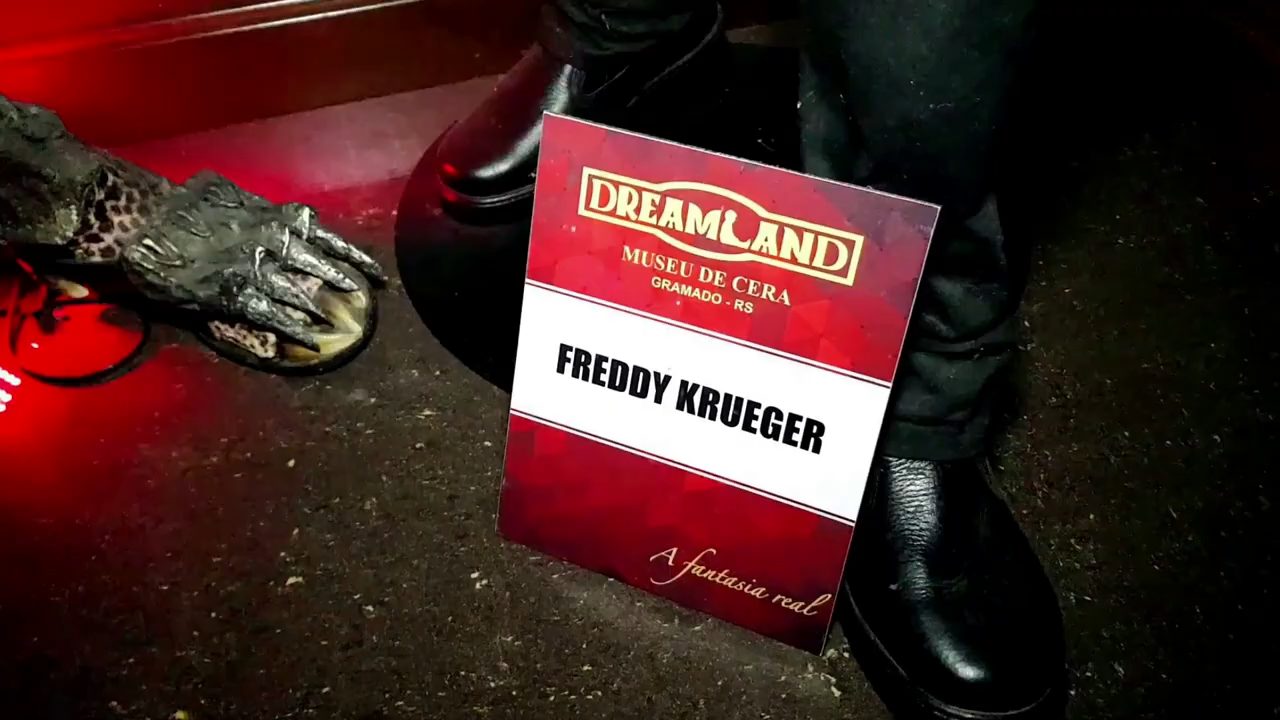 DREAMLAND
MUSEU DE CERA
GRAMADO - RS
FREDDY KRUEGER
A fantasia real